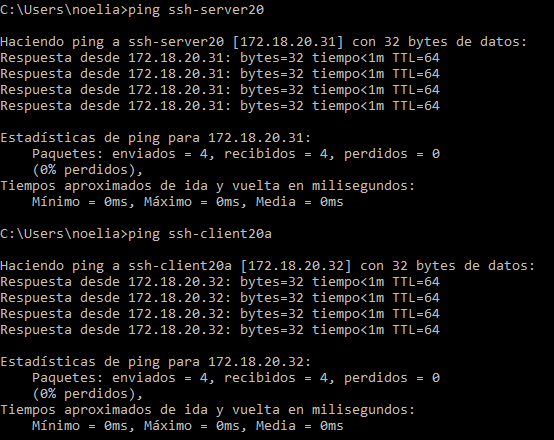 C:\Users\noelia>ping ssh-server20
Haciendo ping a ssh-server20 [172.18.20.31] con 32 bytes de datos:
Respuesta desde 172.18.20.31: bytes=32 tiempo<1m TTL=64
Respuesta desde 172.18.20.31: bytes=32 tiempo<1m TTL=64
Respuesta desde 172.18.20.31: bytes=32 tiempo<1m TTL=64
Respuesta desde 172.18.20.31: bytes=32 tiempo<1m TTL=64
Estadísticas de ping para 172.18.20.31:
Paquetes: enviados = 4, recibidos = 4, perdidos = 0
(0% perdidos),
Tiempos aproximados de ida y vuelta en milisegundos:
Mínimo = 0ms, Máximo = 0ms, Media = 0ms
C:\Users\noelia>ping ssh-client20a
Haciendo ping a ssh-client20a [172.18.20.32] con 32 bytes de datos:
Respuesta desde 172.18.20.32: bytes=32 tiempo<1m TTL=64
Respuesta desde 172.18.20.32: bytes=32 tiempo<1m TTL=64
Respuesta desde 172.18.20.32: bytes=32 tiempo<1m TTL=64
Respuesta desde 172.18.20.32: bytes=32 tiempo<1m TTL=64
Estadísticas de ping para 172.18.20.32:
Paquetes: enviados = 4, recibidos = 4, perdidos = 0
(0% perdidos),
Tiempos aproximados de ida y vuelta en milisegundos:
Mínimo = 0ms, Máximo = 0ms, Media = 0ms